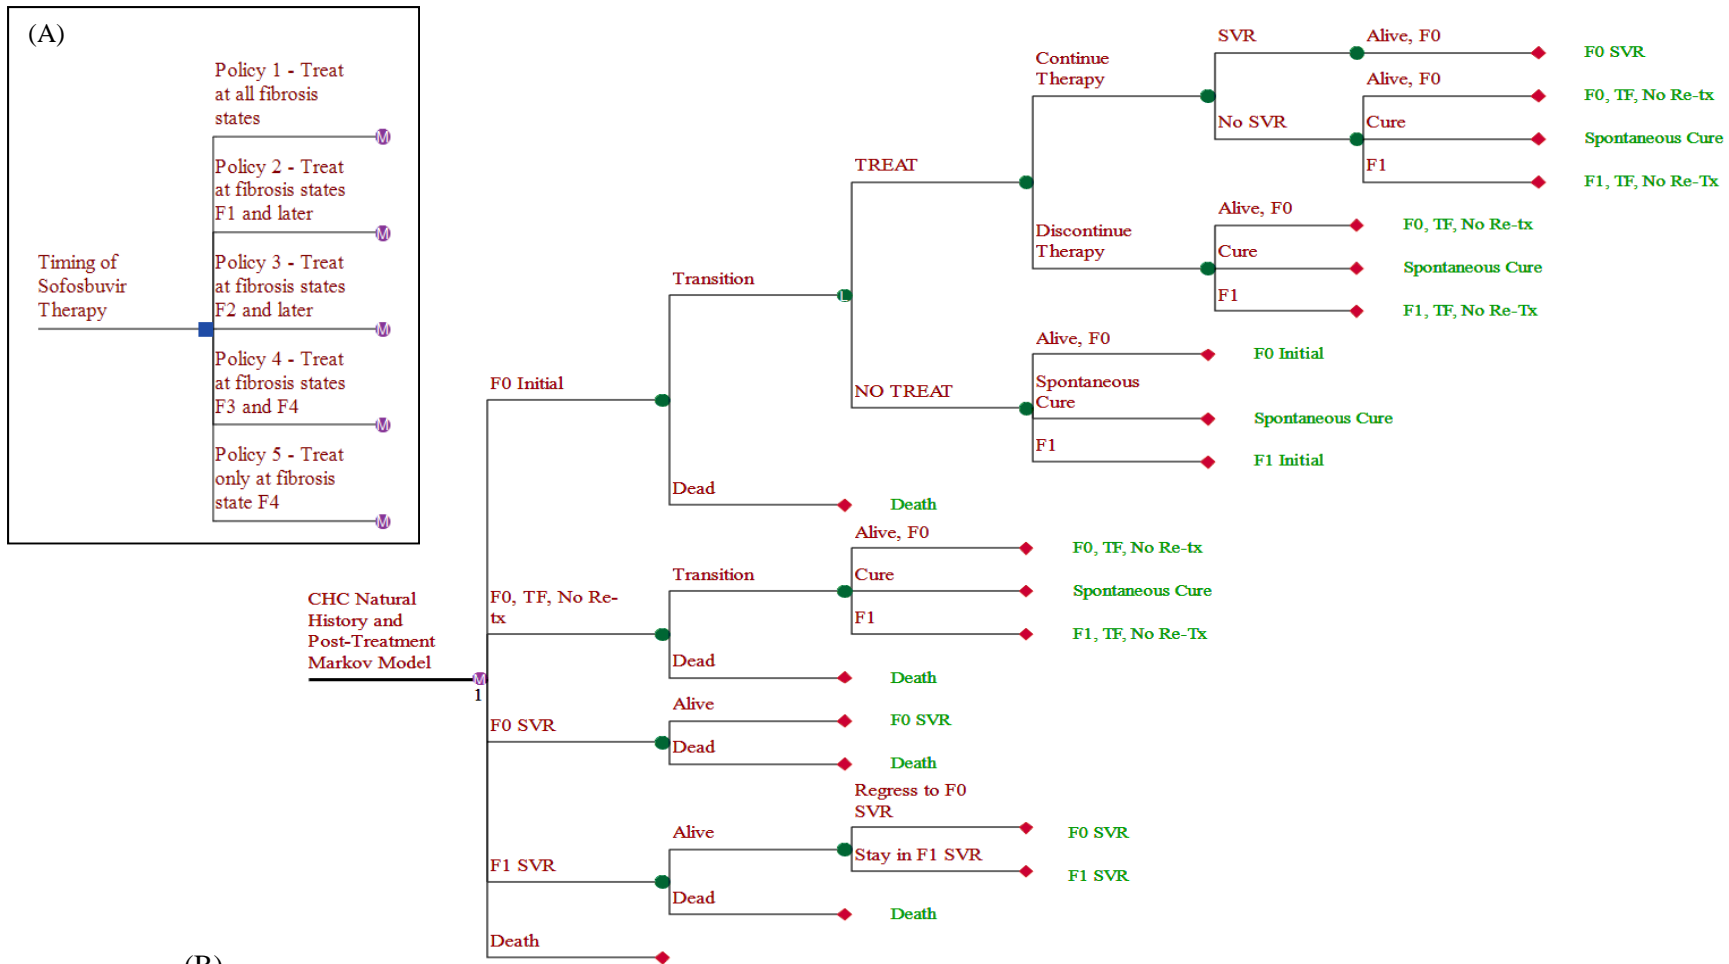 (A)
Policy 1 - Treat
at all fibrosis
states
M
Policy 2 - Treat
at fibrosis states
F1 and later
M
Timing of
Sofosbuvir
Therapy
Policy 3 - Treat
at fibrosis states
F2 and later
M
Policy 4 - Treat
at fibrosis states
F3 and F4
M
Policy 5 - Treat
only at fibrosis
state F4
M
CHC Natural
History and
Post-Treatment
Markov Model
M
1
F0 Initial
Transition
L
TREAT
Continue
Therapy
SVR
Alive, F0
F0 SVR
No SVR
Alive, F0
F0, TF, No Re-tx
Cure
Spontaneous Cure
F1
F1, TF, No Re-Tx
Discontinue
Therapy
Alive, F0
F0, TF, No Re-tx
Cure
Spontaneous Cure
F1
F1, TF, No Re-Tx
NO TREAT
Alive, F0
F0 Initial
Spontaneous
Cure
Spontaneous Cure
F1
F1 Initial
Dead
Death
F0, TF, No Re-
tx
Transition
Alive, F0
F0, TF, No Re-tx
Cure
Spontaneous Cure
F1
F1, TF, No Re-Tx
Dead
Death
F0 SVR
Alive
F0 SVR
Dead
Death
F1 SVR
Alive
Regress to F0
SVR
F0 SVR
Stay in F1 SVR
F1 SVR
Dead
Death
Death
(B)